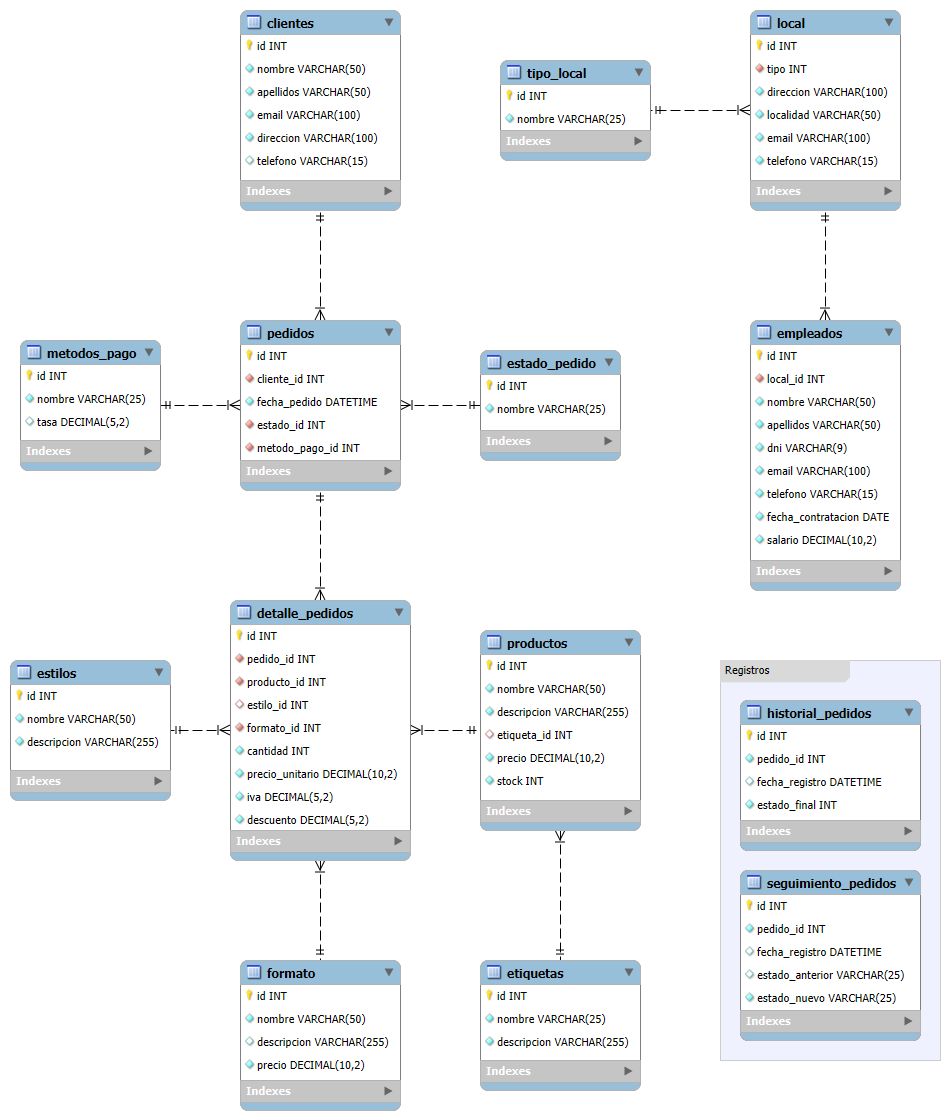 clientes
id INT
nombre VARCHAR(50)
apellidos VARCHAR(50)
email VARCHAR(100)
direccion VARCHAR(100)
telefono VARCHAR(15)
Indexes
tipo_local
id INT
nombre VARCHAR(25)
Indexes
local
id INT
tipo INT
direccion VARCHAR(100)
localidad VARCHAR(50)
email VARCHAR(100)
telefono VARCHAR(15)
Indexes
metodos_pago
id INT
nombre VARCHAR(25)
tasa DECIMAL(5,2)
Indexes
pedidos
id INT
cliente_id INT
fecha_pedido DATETIME
estado_id INT
metodo_pago_id INT
Indexes
estado_pedido
id INT
nombre VARCHAR(25)
Indexes
empleados
id INT
local_id INT
nombre VARCHAR(50)
apellidos VARCHAR(50)
dni VARCHAR(9)
email VARCHAR(100)
telefono VARCHAR(15)
fecha_contratacion DATE
salario DECIMAL(10,2)
Indexes
estilos
id INT
nombre VARCHAR(50)
descripcion VARCHAR(255)
Indexes
detalle_pedidos
id INT
pedido_id INT
producto_id INT
estilo_id INT
formato_id INT
cantidad INT
precio_unitario DECIMAL(10,2)
iva DECIMAL(5,2)
descuento DECIMAL(5,2)
Indexes
productos
id INT
nombre VARCHAR(50)
descripcion VARCHAR(255)
etiqueta_id INT
precio DECIMAL(10,2)
stock INT
Indexes
Registros
historial_pedidos
id INT
pedido_id INT
fecha_registro DATETIME
estado_final INT
Indexes
seguimiento_pedidos
id INT
pedido_id INT
fecha_registro DATETIME
estado_anterior VARCHAR(25)
estado_nuevo VARCHAR(25)
Indexes
formato
id INT
nombre VARCHAR(50)
descripcion VARCHAR(255)
precio DECIMAL(10,2)
Indexes
etiquetas
id INT
nombre VARCHAR(25)
descripcion VARCHAR(255)
Indexes